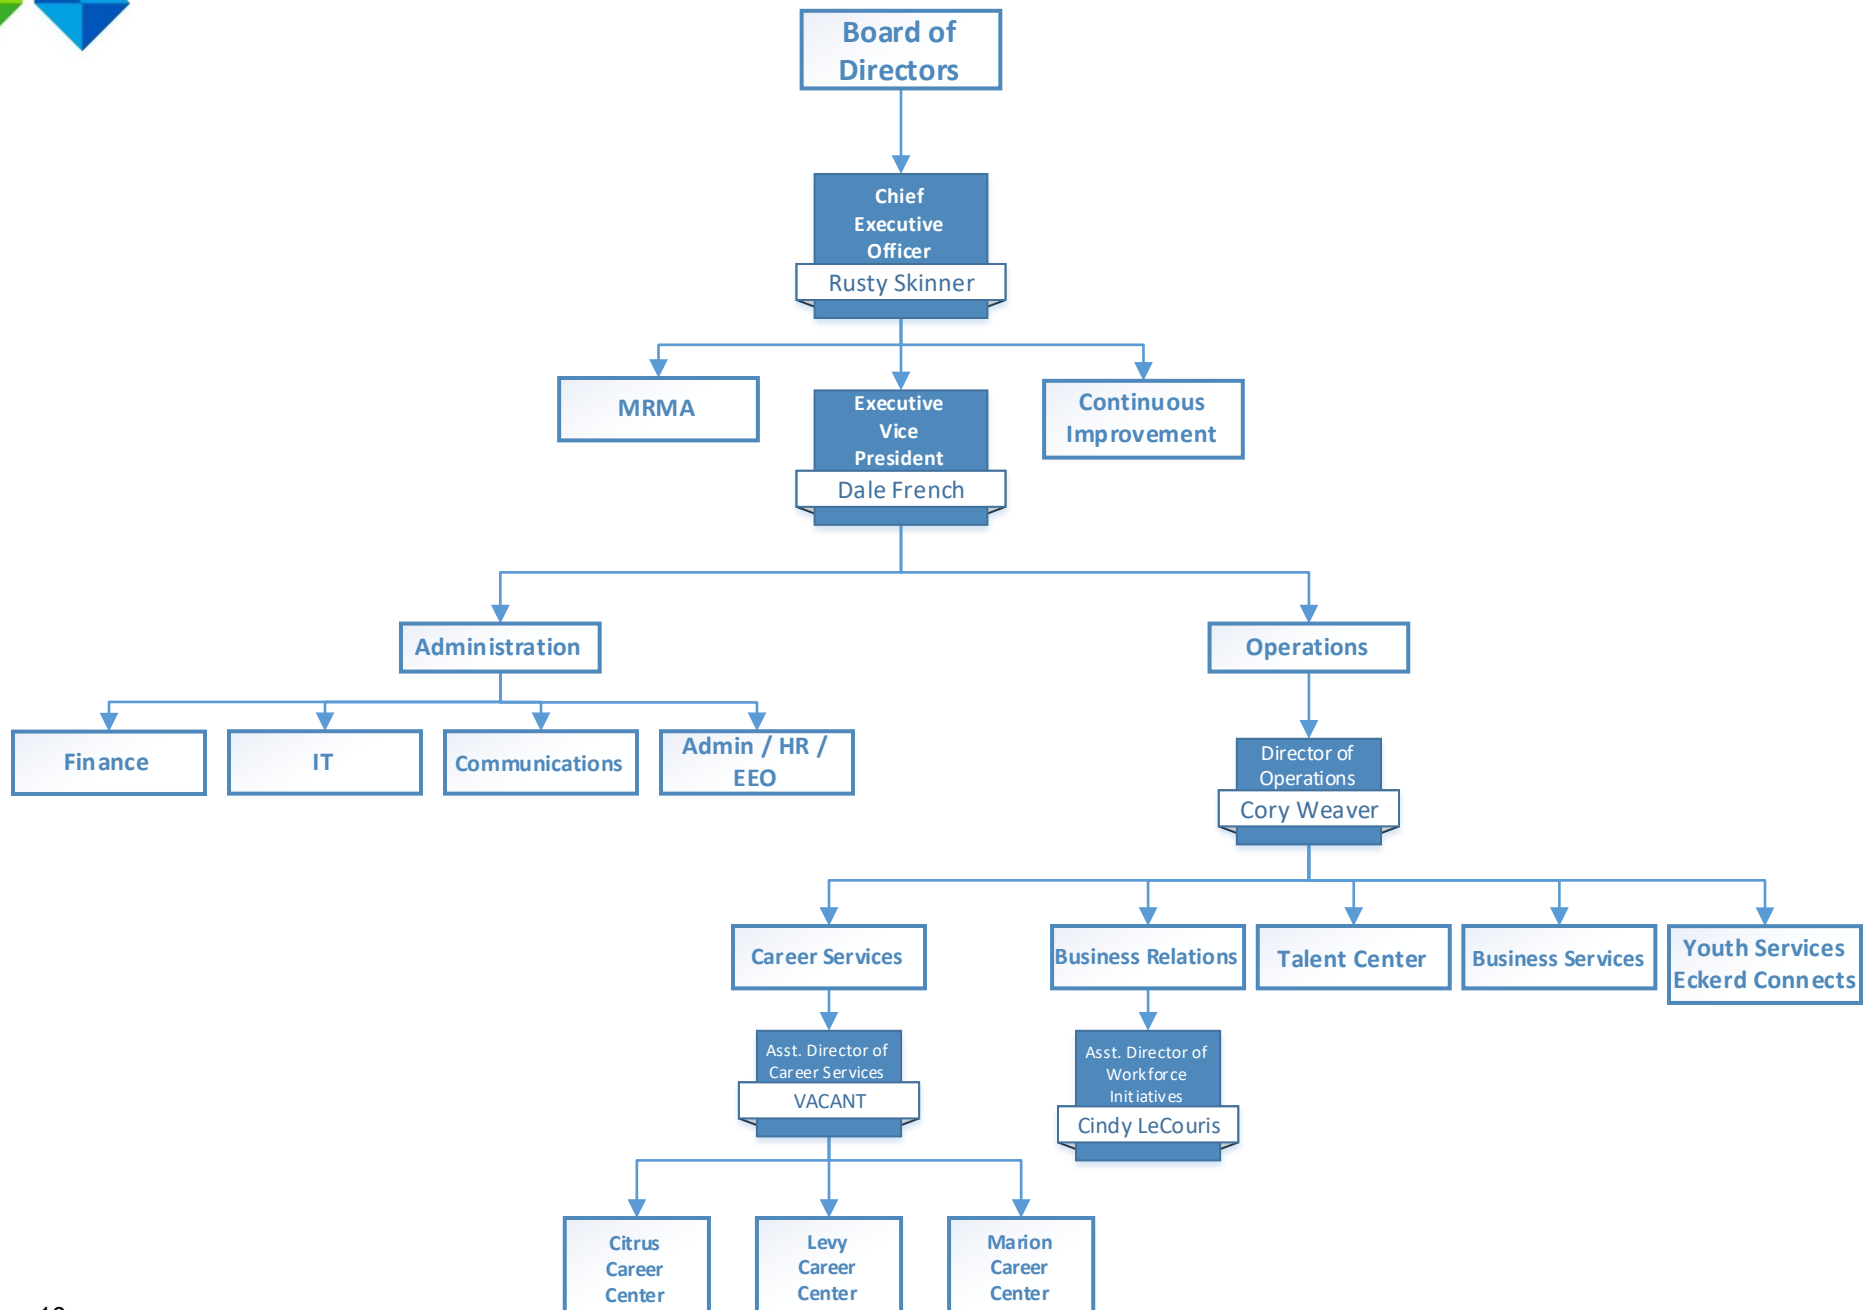 Board of
Directors
Chief
Executive
Officer
Rusty Skinner
MRMA
Executive
Vice
President
Dale French
Continuous
Improvement
Administration
Operations
Finance
IT
Communications
Admin / HR /
EEO
Director of
Operations
Cory Weaver
Career Services
Business Relations
Talent Center
Business Services
Youth Services
Eckerd Connects
Asst. Director of
Career Services
VACANT
Asst. Director of
Workforce
Initiatives
Cindy LeCouris
Citrus
Career
Center
Levy
Career
Center
Marion
Career
Center